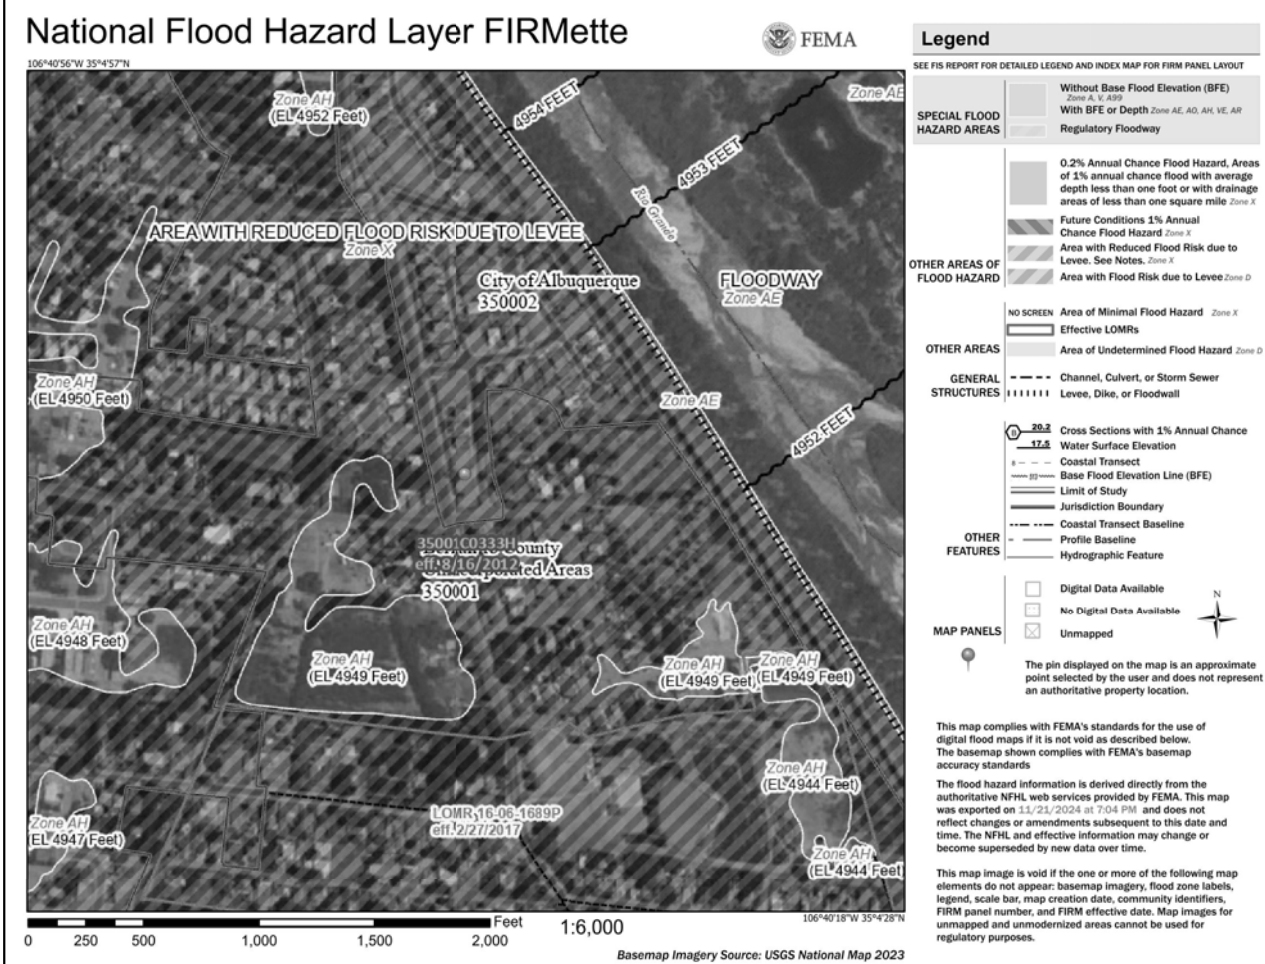 National Flood Hazard Layer FIRMette
FEMA
Legend
106°40'56"W 35°4'57"N
SEE FIS REPORT FOR DETAILED LEGEND AND INDEX MAP FOR FIRM PANEL LAYOUT
SPECIAL FLOOD
HAZARD AREAS
Without Base Flood Elevation (BFE)
Zone A, V, A99
With BFE or Depth Zone AE, AO, AH, VE, AR
Regulatory Floodway
0.2% Annual Chance Flood Hazard, Areas
of 1% annual chance flood with average
depth less than one foot or with drainage
areas of less than one square mile Zone X
Future Conditions 1% Annual
Chance Flood Hazard Zone X
Area with Reduced Flood Risk due to
Levee. See Notes. Zone X
Area with Flood Risk due to Levee Zone D
OTHER AREAS OF
FLOOD HAZARD
NO SCREEN Area of Minimal Flood Hazard Zone X
Effective LOMRs
OTHER AREAS
Area of Undetermined Flood Hazard Zone D
GENERAL
STRUCTURES
Channel, Culvert, or Storm Sewer
Levee, Dike, or Floodwall
B 20.2 Cross Sections with 1% Annual Chance
17.5 Water Surface Elevation
8 Coastal Transect
513 Base Flood Elevation Line (BFE)
Limit of Study
Jurisdiction Boundary
Coastal Transect Baseline
OTHER
FEATURES
Profile Baseline
Hydrographic Feature
Digital Data Available
No Digital Data Available
MAP PANELS
Unmapped
N
The pin displayed on the map is an approximate
point selected by the user and does not represent
an authoritative property location.
This map complies with FEMA's standards for the use of
digital flood maps if it is not void as described below.
The basemap shown complies with FEMA's basemap
accuracy standards
The flood hazard information is derived directly from the
authoritative NFHL web services provided by FEMA. This map
was exported on 11/21/2024 at 7:04 PM and does not
reflect changes or amendments subsequent to this date and
time. The NFHL and effective information may change or
become superseded by new data over time.
This map image is void if the one or more of the following map
elements do not appear: basemap imagery, flood zone labels,
legend, scale bar, map creation date, community identifiers,
FIRM panel number, and FIRM effective date. Map images for
unmapped and unmodernized areas cannot be used for
regulatory purposes.
Zone AH
(EL 4952 Feet)
4954 FEET
Zone AE
4953 FEET
Rio Grande
AREA WITH REDUCED FLOOD RISK DUE TO LEVEE
Zone X
City of Albuquerque
350002
FLOODWAY
Zone AE
Zone AH
(EL 4950 Feet)
Zone AE
4952 FEET
35001C0333H
eff. 8/16/2012
County
Areas
350001
Zone AH
(EL 4948 Feet)
Zone AH
(EL 4949 Feet)
Zone AH
(EL 4949 Feet)
Zone AH
(EL 4949 Feet)
Zone AH
(EL 4944 Feet)
Zone AH
(EL 4947 Feet)
LOMR 16-06-1689P
eff. 2/27/2017
Zone AH
(EL 4944 Feet)
106°40'18"W 35°4'28"N
Feet
0 250 500 1,000 1,500 2,000
1:6,000
Basemap Imagery Source: USGS National Map 2023